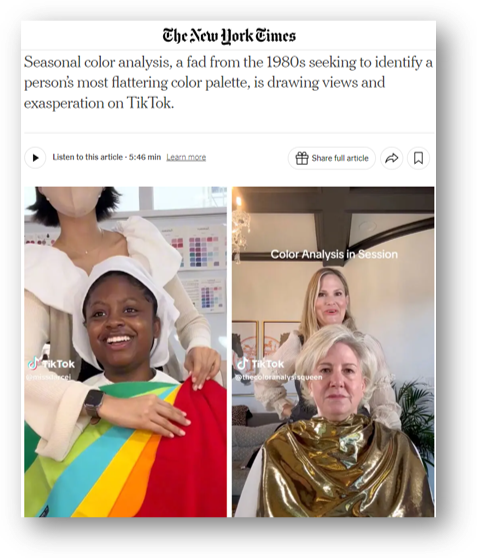 The New York Times
Seasonal color analysis, a fad from the 1980s seeking to identify a
person's most flattering color palette, is drawing views and
exasperation on TikTok.
Listen to this article · 5:46 min Learn more
Share full article
Color Analysis in Session
TikTok
TikTok
@thecoloranalysisqueen